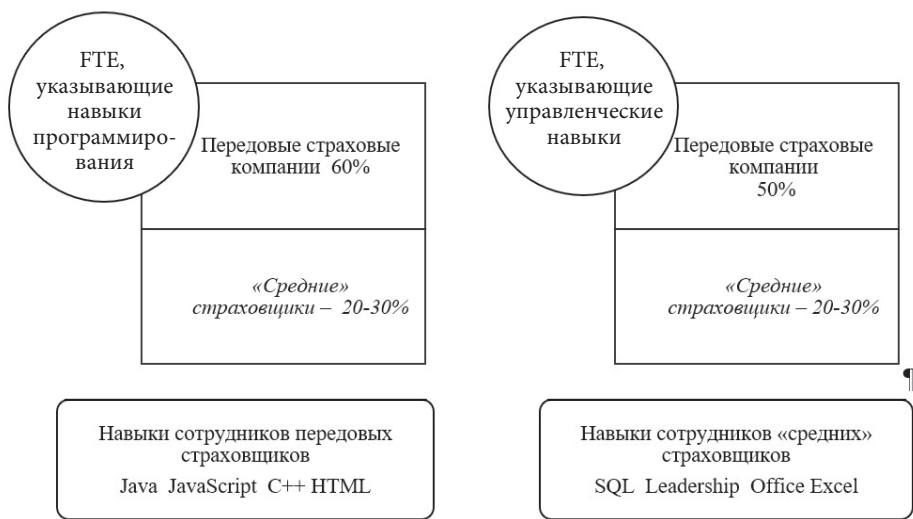 FTE,
указывающие
навыки
программиро-
вания
Передовые страховые
компании 60%
«Средние»
страховщики – 20-30%
FTE,
указывающие
управленческие
навыки
Передовые страховые
компании
50%
«Средние»
страховщики – 20-30%
¶
Навыки сотрудников передовых
страховщиков
Java JavaScript C++ HTML
Навыки сотрудников «средних»
страховщиков
SQL Leadership Office Excel